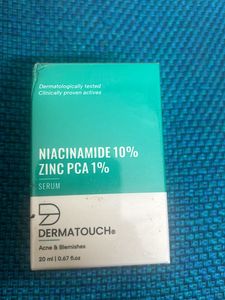 Dermatologically tested
Clinically proven actives
NIACINAMIDE 10%
ZINC PCA 1%
SERUM
DERMATOUCH®
Acne & Blemishes
20 ml | 0.67 fl.oz